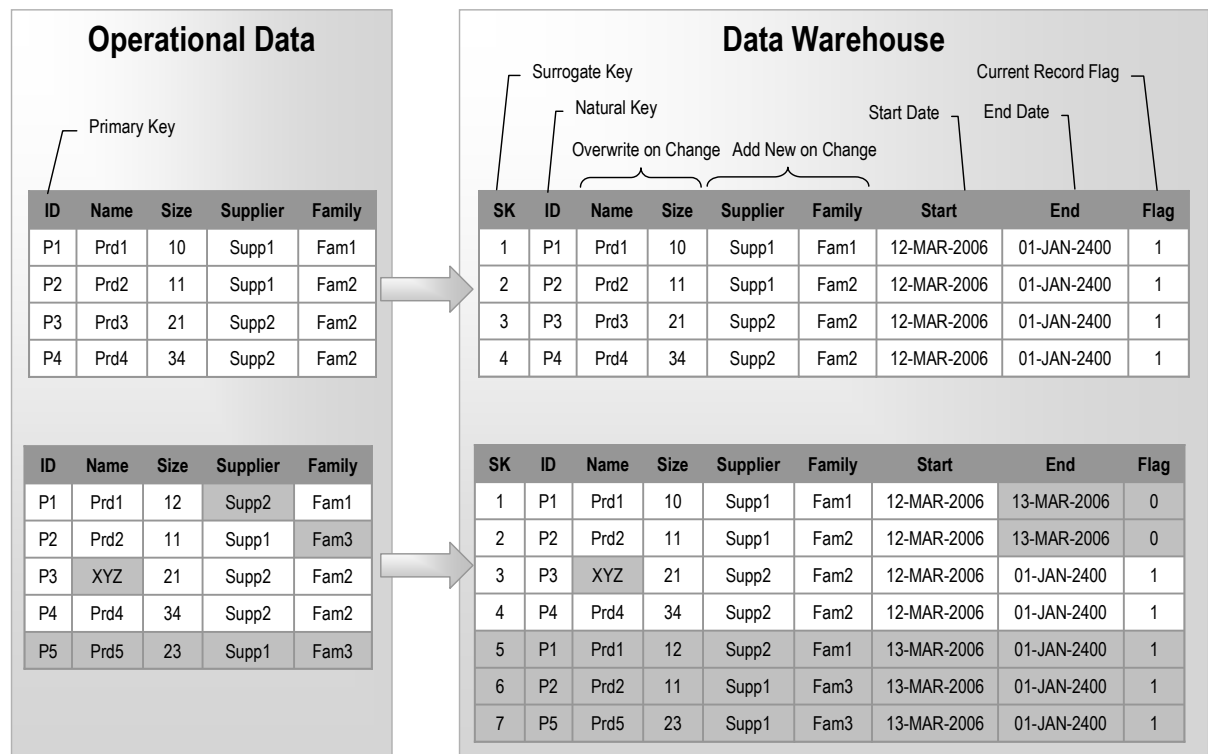 Operational Data
Primary Key
ID Name Size Supplier Family
P1 Prd1 10 Supp1 Fam1
P2 Prd2 11 Supp1 Fam2
P3 Prd3 21 Supp2 Fam2
P4 Prd4 34 Supp2 Fam2
ID Name Size Supplier Family
P1 Prd1 12 Supp2 Fam1
P2 Prd2 11 Supp1 Fam3
P3 XYZ 21 Supp2 Fam2
P4 Prd4 34 Supp2 Fam2
P5 Prd5 23 Supp1 Fam3
Data Warehouse
Surrogate Key
Current Record Flag
Natural Key
Start Date
End Date
Overwrite on Change
Add New on Change
SK ID Name Size Supplier Family Start End Flag
1 P1 Prd1 10 Supp1 Fam1 12-MAR-2006 01-JAN-2400 1
2 P2 Prd2 11 Supp1 Fam2 12-MAR-2006 01-JAN-2400 1
3 P3 Prd3 21 Supp2 Fam2 12-MAR-2006 01-JAN-2400 1
4 P4 Prd4 34 Supp2 Fam2 12-MAR-2006 01-JAN-2400 1
SK ID Name Size Supplier Family Start End Flag
1 P1 Prd1 10 Supp1 Fam1 12-MAR-2006 13-MAR-2006 0
2 P2 Prd2 11 Supp1 Fam2 12-MAR-2006 13-MAR-2006 0
3 P3 XYZ 21 Supp2 Fam2 12-MAR-2006 01-JAN-2400 1
4 P4 Prd4 34 Supp2 Fam2 12-MAR-2006 01-JAN-2400 1
5 P1 Prd1 12 Supp2 Fam1 13-MAR-2006 01-JAN-2400 1
6 P2 Prd2 11 Supp1 Fam3 13-MAR-2006 01-JAN-2400 1
7 P5 Prd5 23 Supp1 Fam3 13-MAR-2006 01-JAN-2400 1